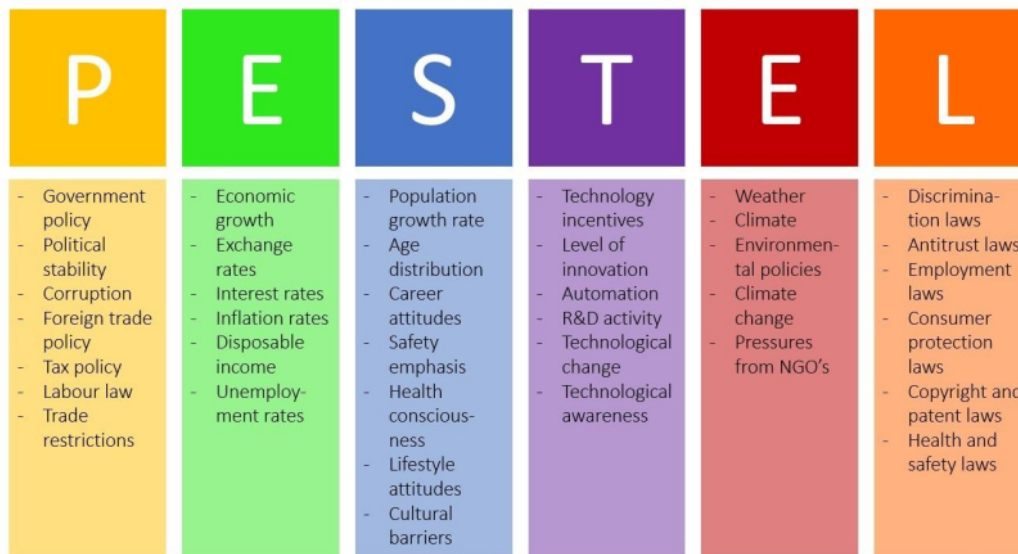 P
- Government
policy
- Political
stability
- Corruption
- Foreign trade
policy
- Tax policy
- Labour law
- Trade
restrictions
E
- Economic
growth
- Exchange
rates
- Interest rates
- Inflation rates
- Disposable
income
- Unemploy-
ment rates
S
- Population
growth rate
- Age
distribution
- Career
attitudes
- Safety
emphasis
- Health
conscious-
ness
- Lifestyle
attitudes
- Cultural
barriers
T
- Technology
incentives
- Level of
innovation
- Automation
- R&D activity
- Technological
change
- Technological
awareness
E
- Weather
- Climate
- Environmen-
tal policies
- Climate
change
- Pressures
from NGO's
L
- Discrimina-
tion laws
- Antitrust laws
- Employment
laws
- Consumer
protection
laws
- Copyright and
patent laws
- Health and
safety laws